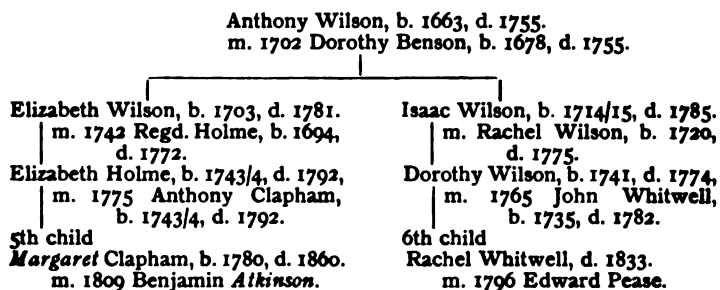 Anthony Wilson, b. 1663, d. 1755.
m. 1702 Dorothy Benson, b. 1678, d. 1755.
Elizabeth Wilson, b. 1703, d. 1781.
m. 1742 Regd. Holme, b. 1694,
d. 1772.
Elizabeth Holme, b. 1743/4, d. 1792,
m. 1775 Anthony Clapham,
b. 1743/4, d. 1792.
5th child
Margaret Clapham, b. 1780, d. 1860.
m. 1809 Benjamin Atkinson.
Isaac Wilson, b. 1714/15, d. 1785.
m. Rachel Wilson, b. 1720,
d. 1775.
Dorothy Wilson, b. 1741, d. 1774,
m. 1765 John Whitwell,
b. 1735, d. 1782.
6th child
Rachel Whitwell, d. 1833.
m. 1796 Edward Pease.